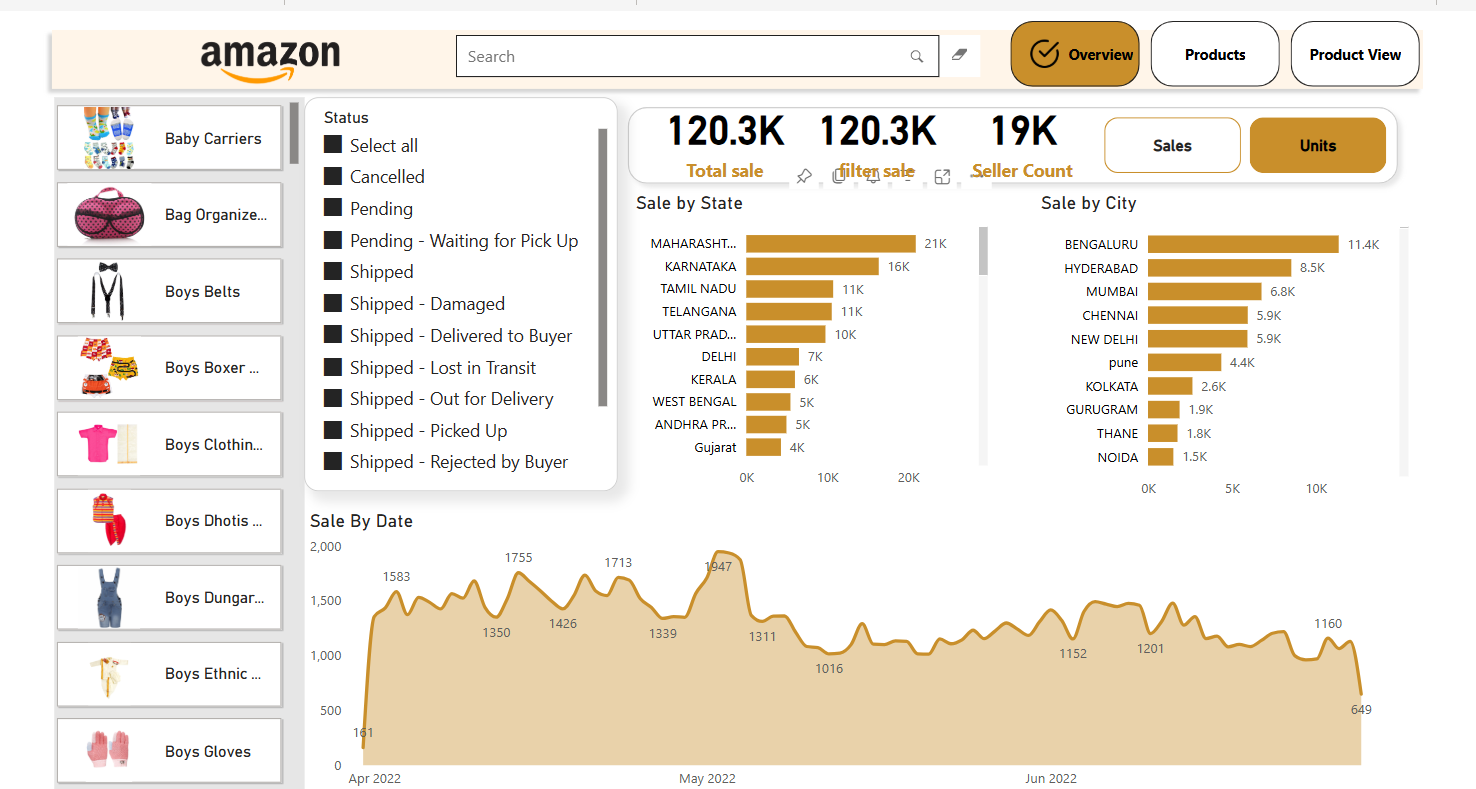 amazon
Search
Overview
Products
Product View
Baby Carriers
Bag Organize...
Boys Belts
Boys Boxer ...
Boys Clothin...
Boys Dhotis ...
Boys Dungar...
Boys Ethnic ...
Boys Gloves
Status
Select all
Cancelled
Pending
Pending - Waiting for Pick Up
Shipped
Shipped - Damaged
Shipped - Delivered to Buyer
Shipped - Lost in Transit
Shipped - Out for Delivery
Shipped - Picked Up
Shipped - Rejected by Buyer
120.3K
Total sale
120.3K
filter sale
19K
Seller Count
Sales
Units
Sale by State
MAHARASHT... 21K
KARNATAKA 16K
TAMIL NADU 11K
TELANGANA 11K
UTTAR PRAD... 10K
DELHI 7K
KERALA 6K
WEST BENGAL 5K
ANDHRA PR... 5K
Gujarat 4K
0K 10K 20K
Sale by City
BENGALURU 11.4K
HYDERABAD 8.5K
MUMBAI 6.8K
CHENNAI 5.9K
NEW DELHI 5.9K
pune 4.4K
KOLKATA 2.6K
GURUGRAM 1.9K
THANE 1.8K
NOIDA 1.5K
0K 5K 10K
Sale By Date
2,000
1,500
1,000
500
0
161
1583
1350
1755
1426
1713
1339
1947
1311
1016
1152
1201
1160
649
Apr 2022
May 2022
Jun 2022